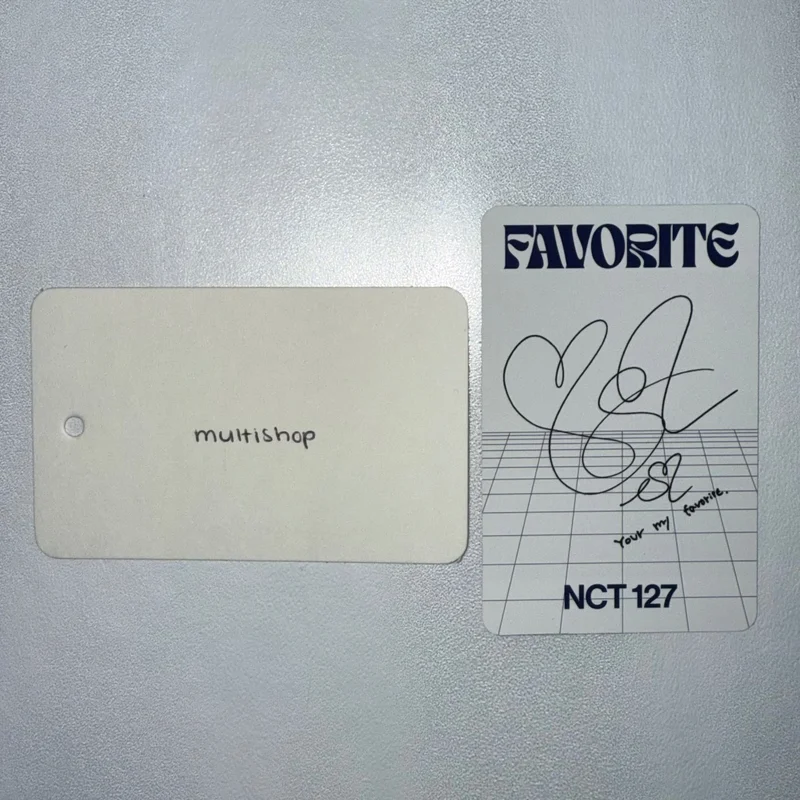 multishop
FAVORITE
Your my favorite.
NCT 127